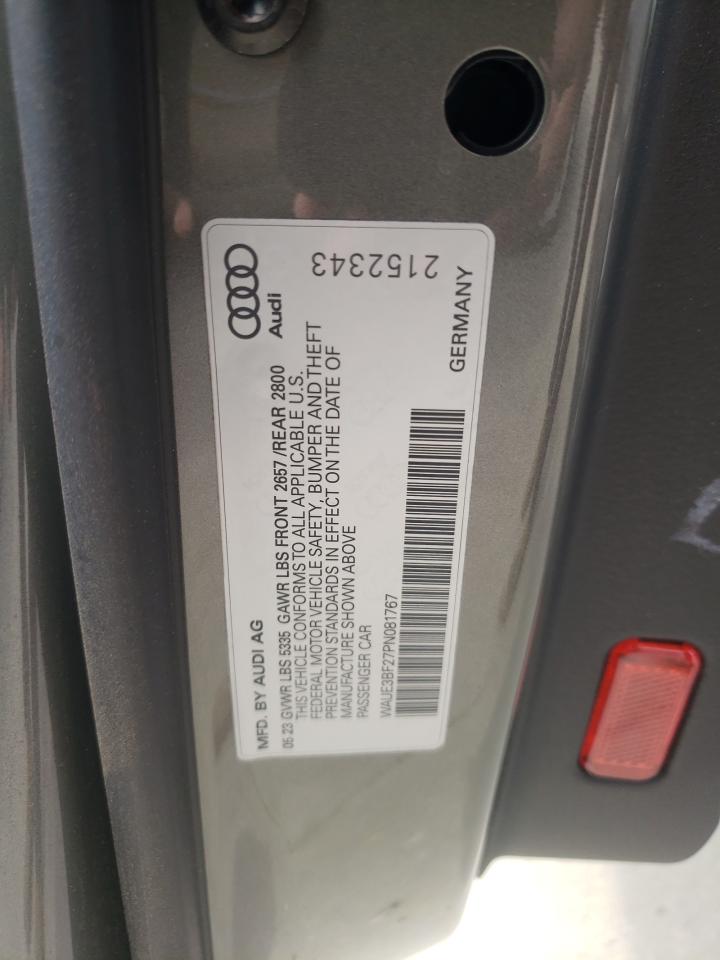 MFD. BY AUDI AG
Audi
05 23 GVWR LBS 5335 GAWR LBS FRONT 2657/REAR 2800
THIS VEHICLE CONFORMS TO ALL APPLICABLE U.S.
FEDERAL MOTOR VEHICLE SAFETY, BUMPER AND THEFT
PREVENTION STANDARDS IN EFFECT ON THE DATE OF
MANUFACTURE SHOWN ABOVE
PASSENGER CAR
2152343
WAUE3BF27PN081767
GERMANY